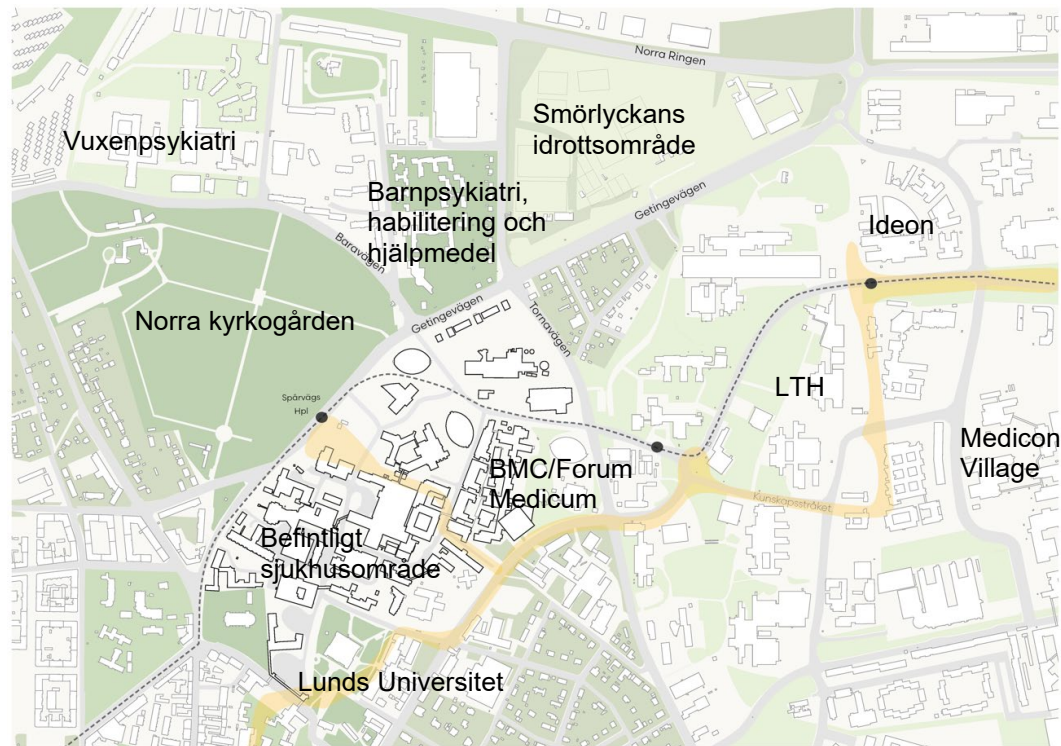 Norra Ringen
Smörlyckans
idrottsområde
Vuxenpsykiatri
Barnpsykiatri,
habilitering och
hjälpmedel
Getingevägen
Ideon
Baravägen
Norra kyrkogården
Getingevägen
Tornavägen
LTH
Spårvägs
Hpl
BMC/Forum
Medicum
Medicon
Village
Kunskapsstråket
Befintligt
sjukhusområde
Lunds Universitet